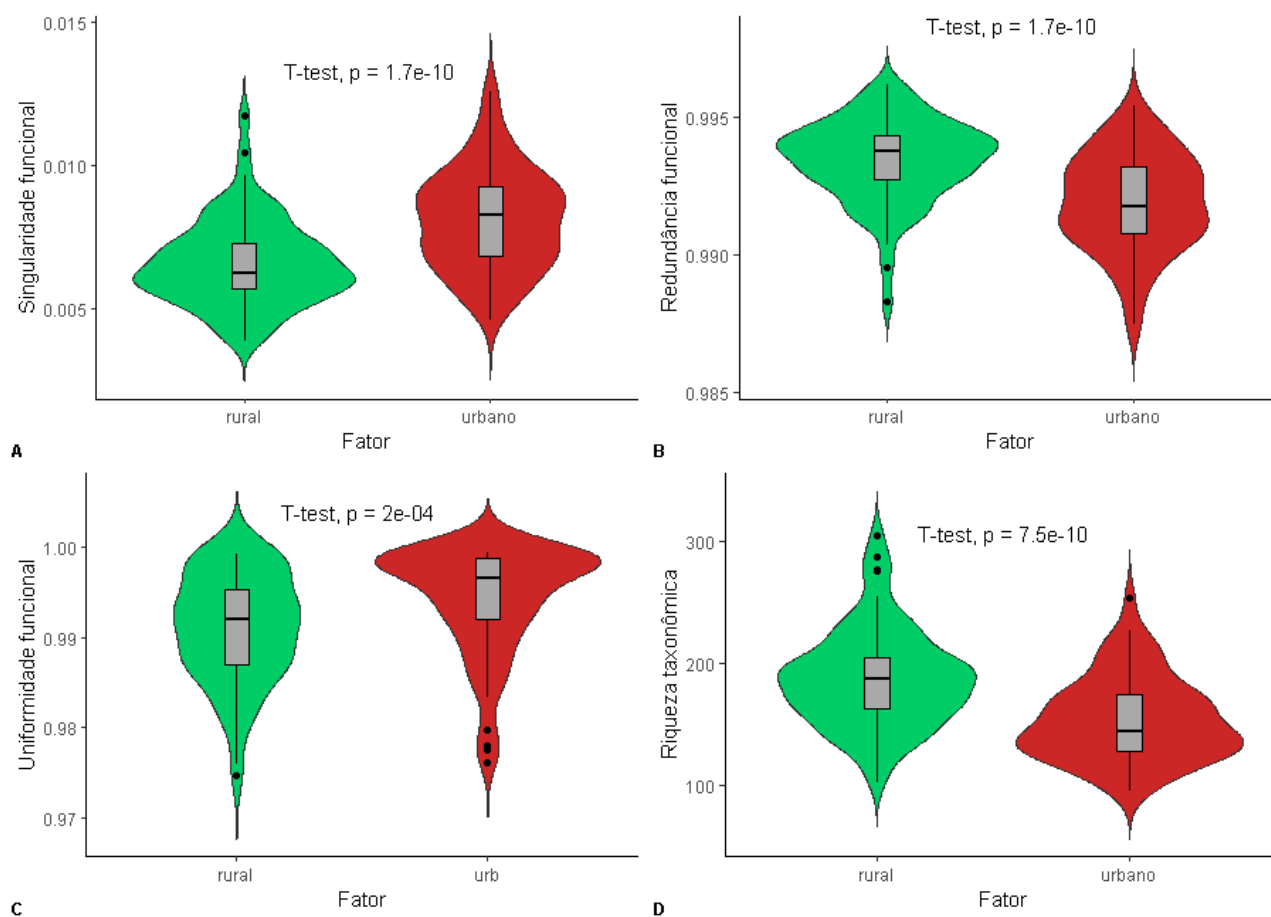 T-test, p = 1.7e-10
Singularidade funcional
0.015
0.010
0.005
rural
urbano
Fator
A
T-test, p = 1.7e-10
Redundância funcional
0.995
0.990
0.985
rural
urbano
Fator
B
T-test, p = 2e-04
Uniformidade funcional
1.00
0.99
0.98
0.97
rural
urb
Fator
C
T-test, p = 7.5e-10
Riqueza taxonômica
300
200
100
rural
urbano
Fator
D